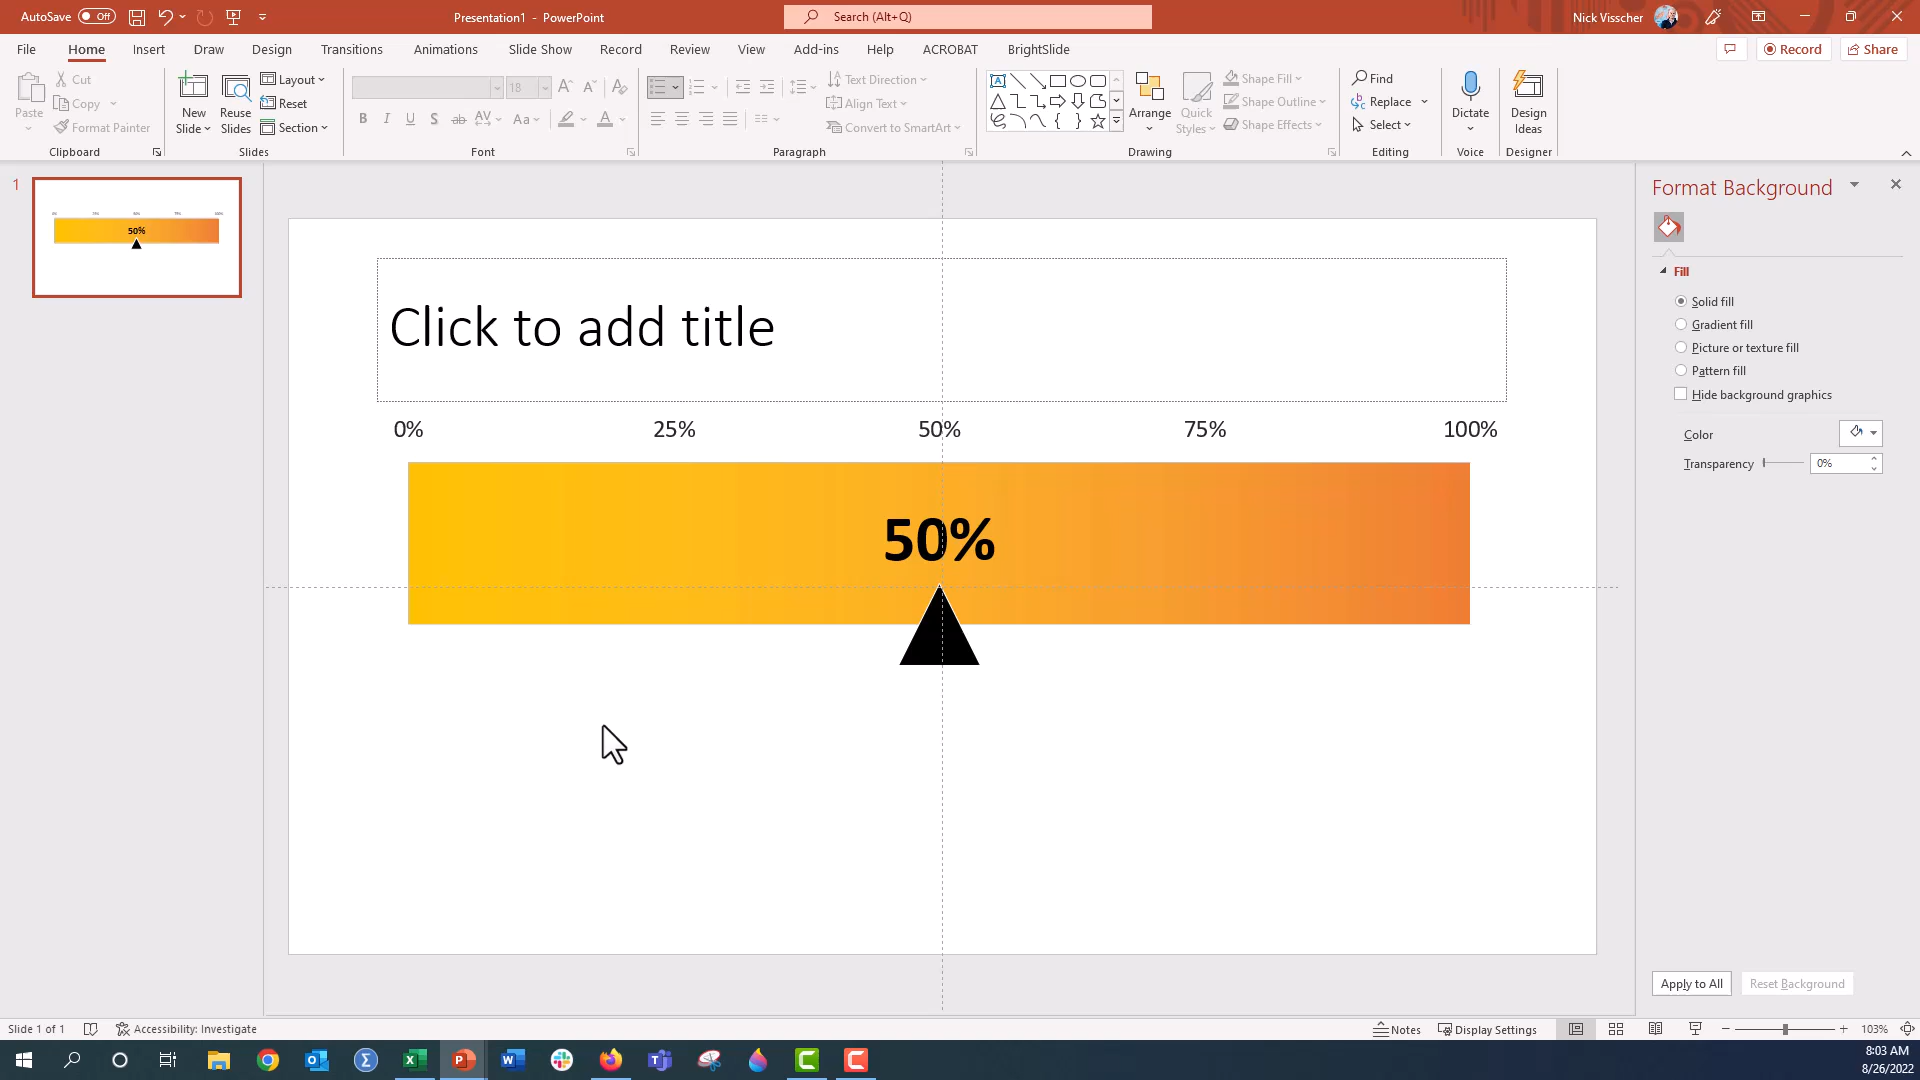 AutoSave Off
Presentation1 - PowerPoint
Search (Alt+Q)
Nick Visscher
File Home Insert Draw Design Transitions Animations Slide Show Record Review View Add-ins Help ACROBAT BrightSlide
Record Share
Paste
Cut
Copy
Format Painter
Clipboard
New Slide
Reuse Slides
Layout
Reset
Section
Slides
18
B I U S ab AV Aa A
Font
Text Direction
Align Text
Convert to SmartArt
Paragraph
Arrange
Quick Styles
Shape Fill
Shape Outline
Shape Effects
Drawing
Find
Replace
Select
Editing
Dictate
Voice
Design Ideas
Designer
1
50%
Click to add title
0% 25% 50% 75% 100%
50%
Format Background
Fill
Solid fill
Gradient fill
Picture or texture fill
Pattern fill
Hide background graphics
Color
Transparency 0%
Apply to All Reset Background
Slide 1 of 1 Accessibility: Investigate
Notes Display Settings 103%
8:03 AM
8/26/2022